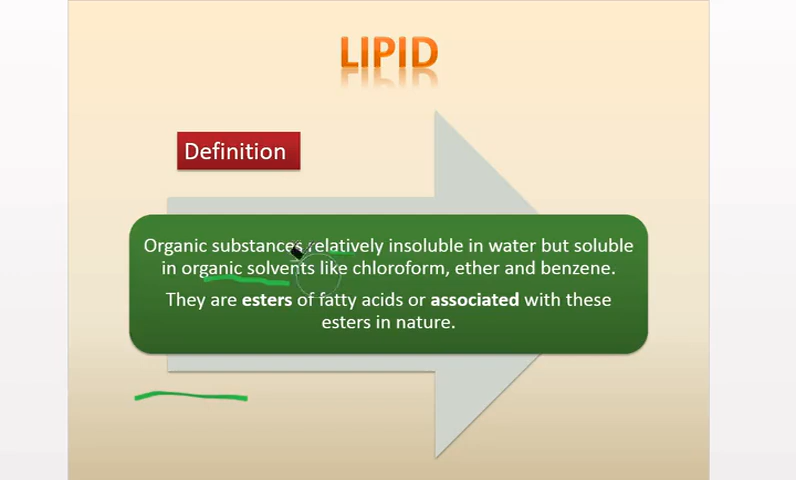 LIPID
Definition
Organic substances relatively insoluble in water but soluble
in organic solvents like chloroform, ether and benzene.
They are esters of fatty acids or associated with these
esters in nature.